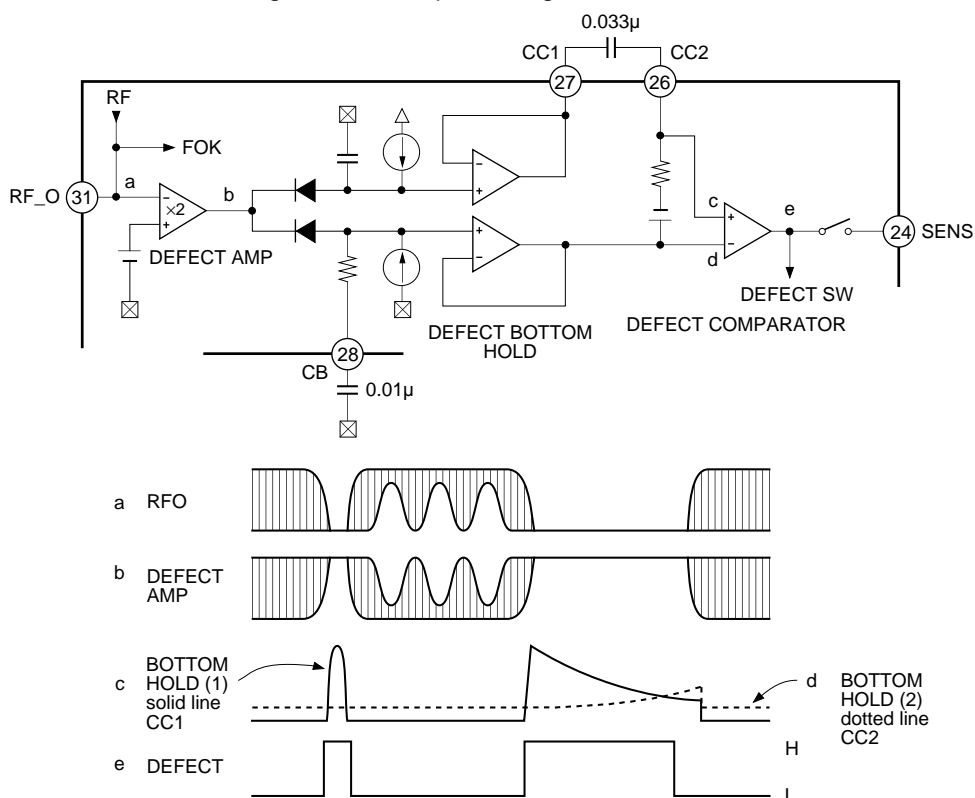 0.033μ
CC1
CC2
27
26
RF
FOK
RF_O
31
a
b
×2
DEFECT AMP
c
d
e
24
SENS
DEFECT SW
DEFECT BOTTOM
HOLD
DEFECT COMPARATOR
28
CB
0.01μ
a RFO
b DEFECT
AMP
c BOTTOM
HOLD (1)
solid line
CC1
d BOTTOM
HOLD (2)
dotted line
CC2
e DEFECT
H